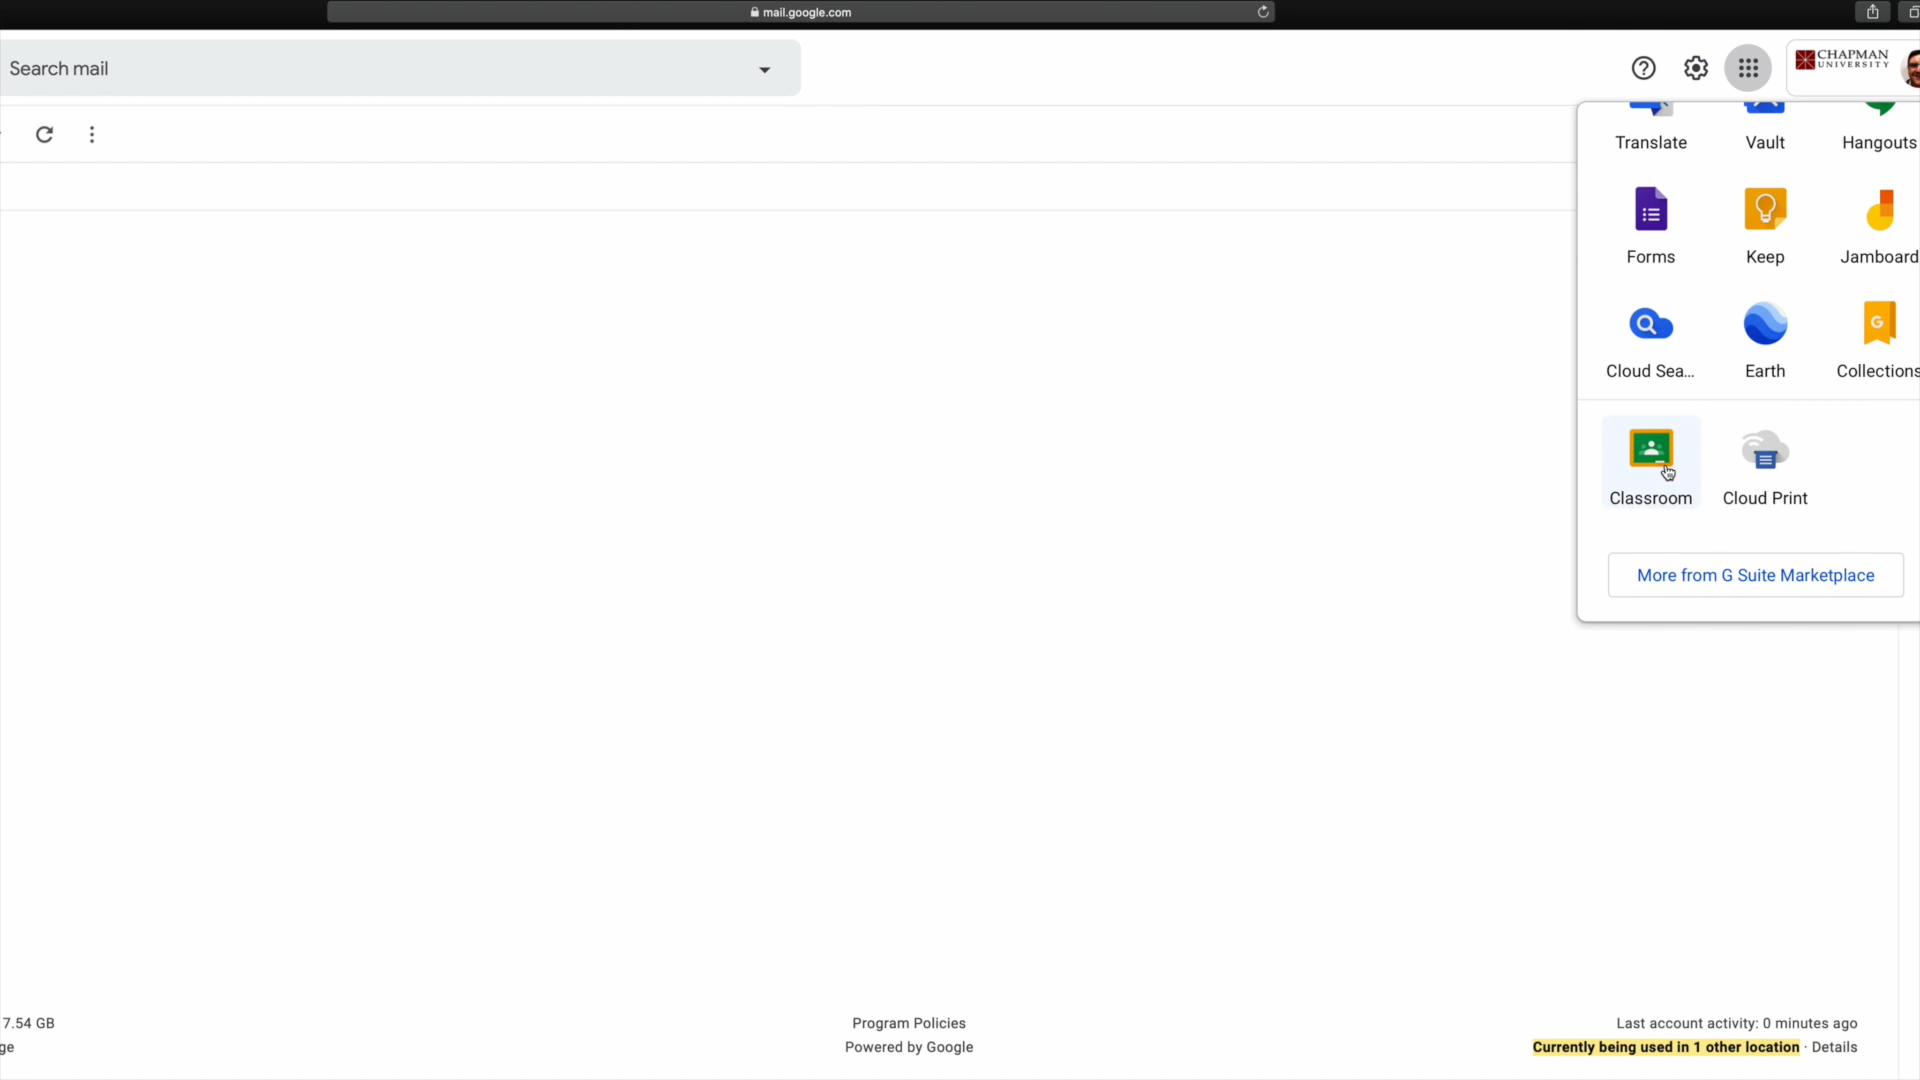 mail.google.com
Search mail
CHAPMAN
UNIVERSITY
Translate
Vault
Hangouts
Forms
Keep
Jamboard
G
Cloud Sea...
Earth
Collections
Classroom
Cloud Print
More from G Suite Marketplace
7.54 GB
ge
Program Policies
Powered by Google
Last account activity: 0 minutes ago
Currently being used in 1 other location · Details